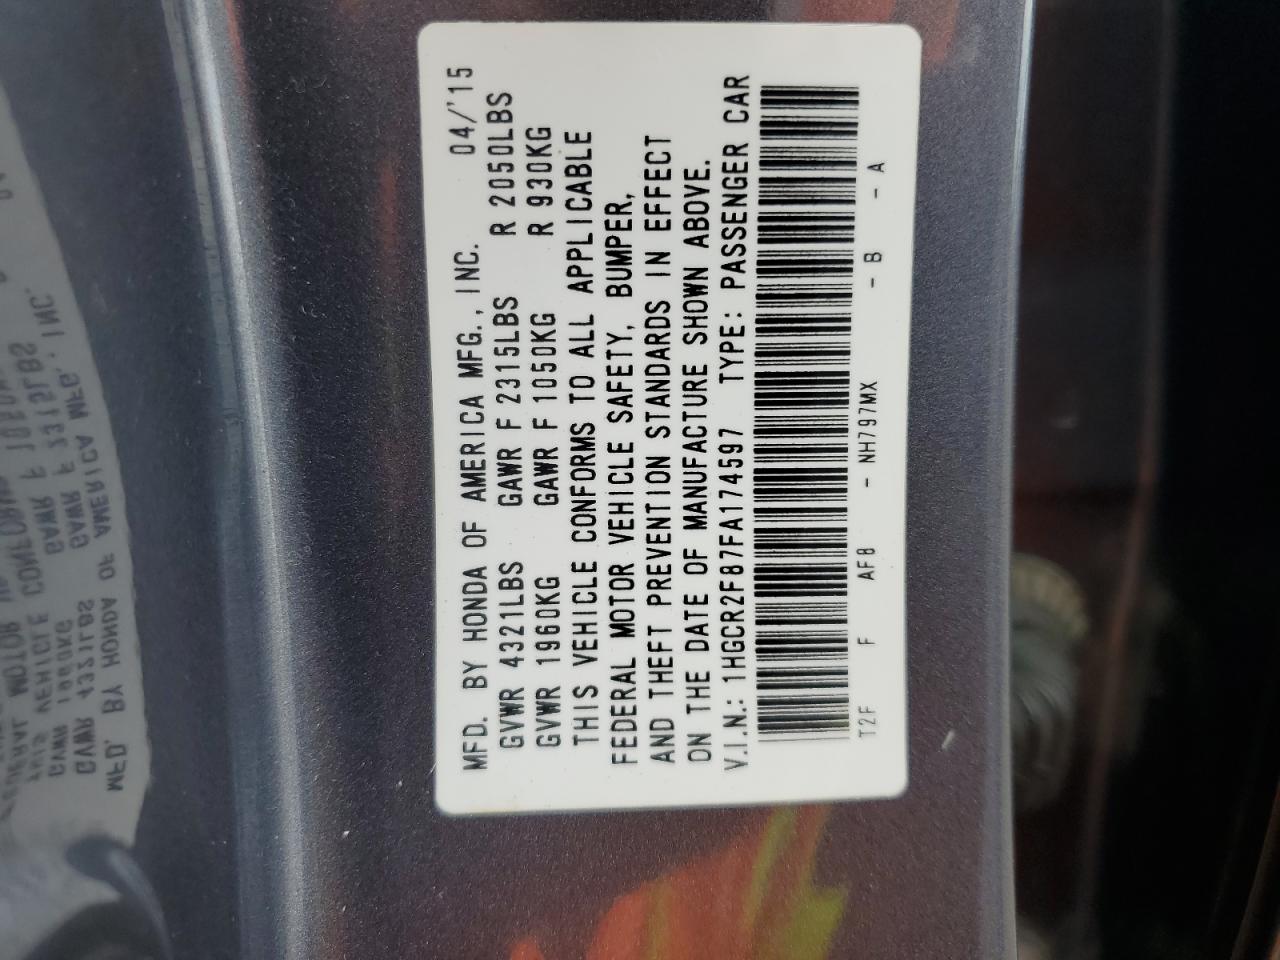 MFD. BY HONDA OF AMERICA MFG., INC. 04/'15
GVWR 4321LBS GAWR F 2315LBS R 2050LBS
GVWR 1960KG GAWR F 1050KG R 930KG
THIS VEHICLE CONFORMS TO ALL APPLICABLE
FEDERAL MOTOR VEHICLE SAFETY, BUMPER,
AND THEFT PREVENTION STANDARDS IN EFFECT
ON THE DATE OF MANUFACTURE SHOWN ABOVE.
V.I.N.: 1HGCR2F87FA174597 TYPE: PASSENGER CAR
T2F F AF8 - NH797MX - B - A